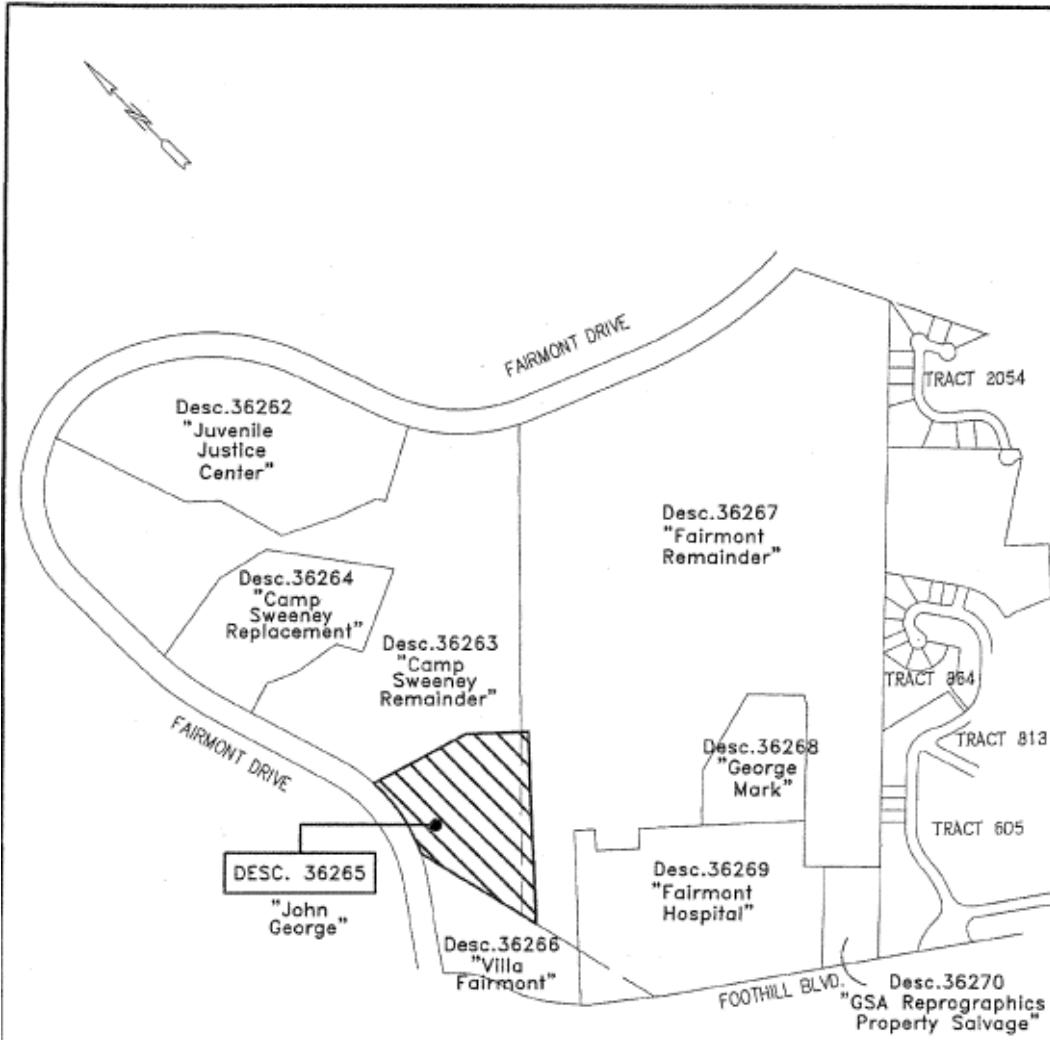 N
FAIRMONT DRIVE
TRACT 2054
Desc.36262
"Juvenile
Justice
Center"
Desc.36267
"Fairmont
Remainder"
Desc.36264
"Camp
Sweeney
Replacement"
Desc.36263
"Camp
Sweeney
Remainder"
TRACT 864
FAIRMONT DRIVE
TRACT 813
Desc.36268
"George
Mark"
TRACT 605
DESC. 36265
"John
George"
Desc.36269
"Fairmont
Hospital"
Desc.36266
"Villa
Fairmont"
FOOTHILL BLVD.
Desc.36270
"GSA Reprographics
Property Salvage"